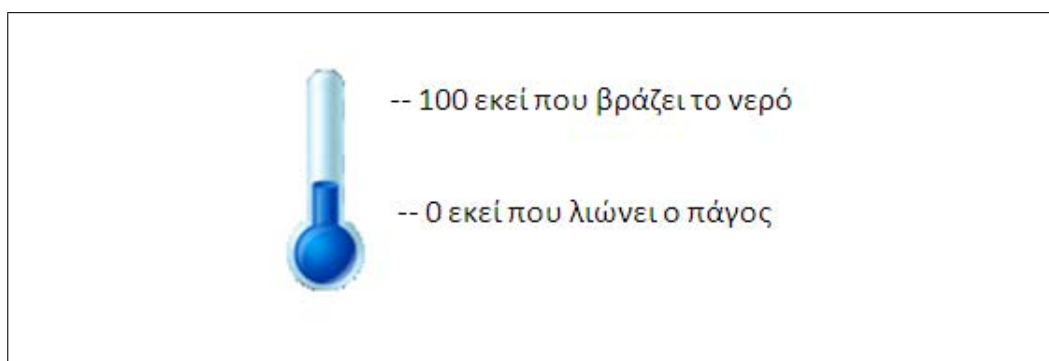 -- 100 εκεί που βράζει το νερό
-- 0 εκεί που λιώνει ο πάγος